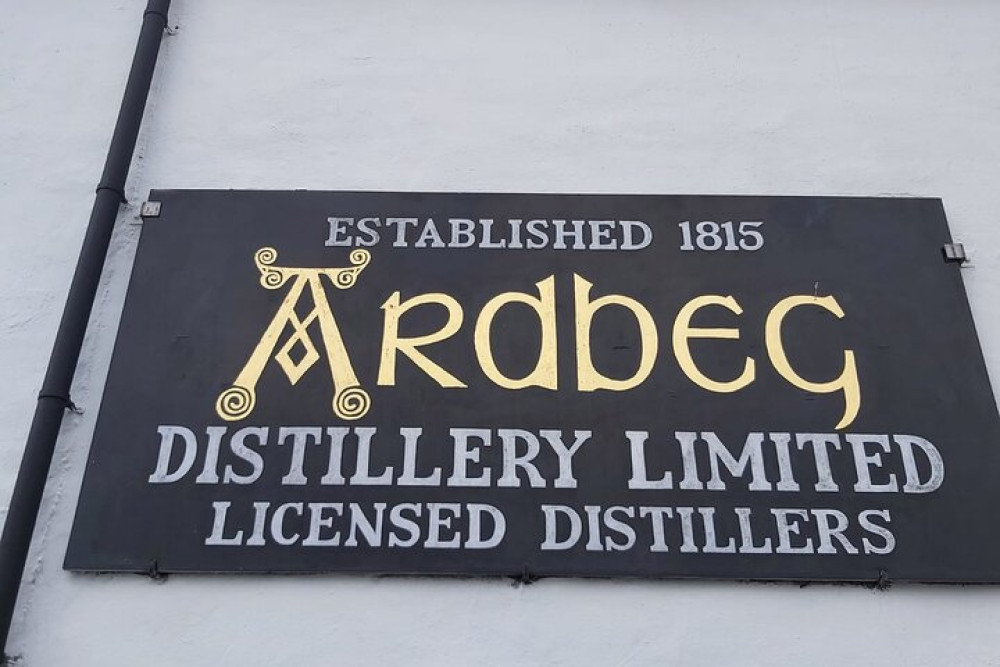 ESTABLISHED 1815
Ardbeg
DISTILLERY LIMITED
LICENSED DISTILLERS